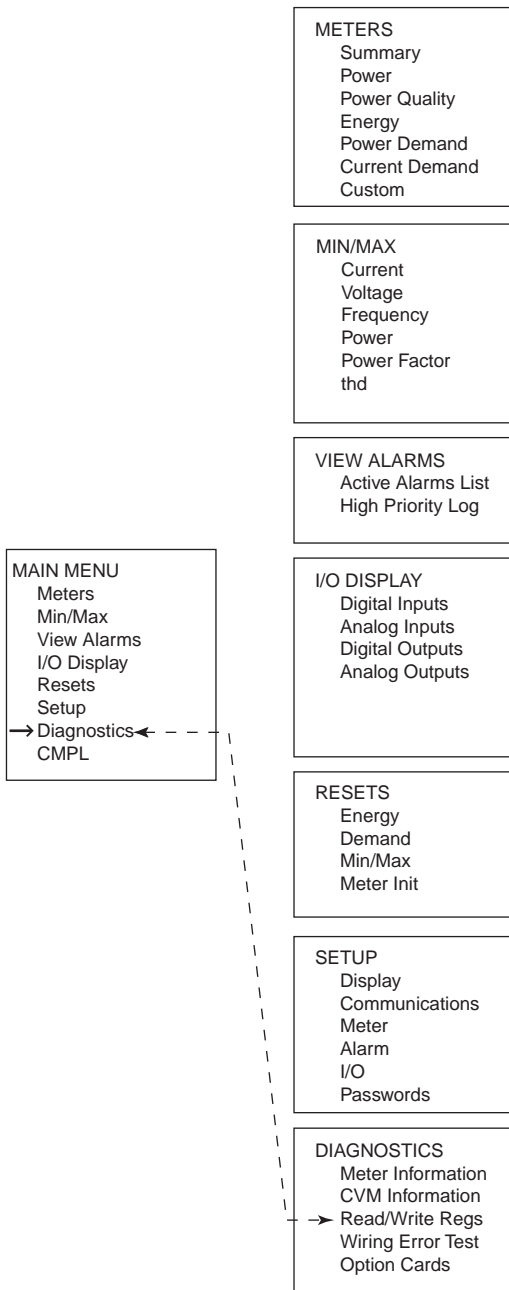 METERS
Summary
Power
Power Quality
Energy
Power Demand
Current Demand
Custom
MIN/MAX
Current
Voltage
Frequency
Power
Power Factor
thd
VIEW ALARMS
Active Alarms List
High Priority Log
MAIN MENU
Meters
Min/Max
View Alarms
I/O Display
Resets
Setup
Diagnostics
CMPL
I/O DISPLAY
Digital Inputs
Analog Inputs
Digital Outputs
Analog Outputs
RESETS
Energy
Demand
Min/Max
Meter Init
SETUP
Display
Communications
Meter
Alarm
I/O
Passwords
DIAGNOSTICS
Meter Information
CVM Information
Read/Write Regs
Wiring Error Test
Option Cards